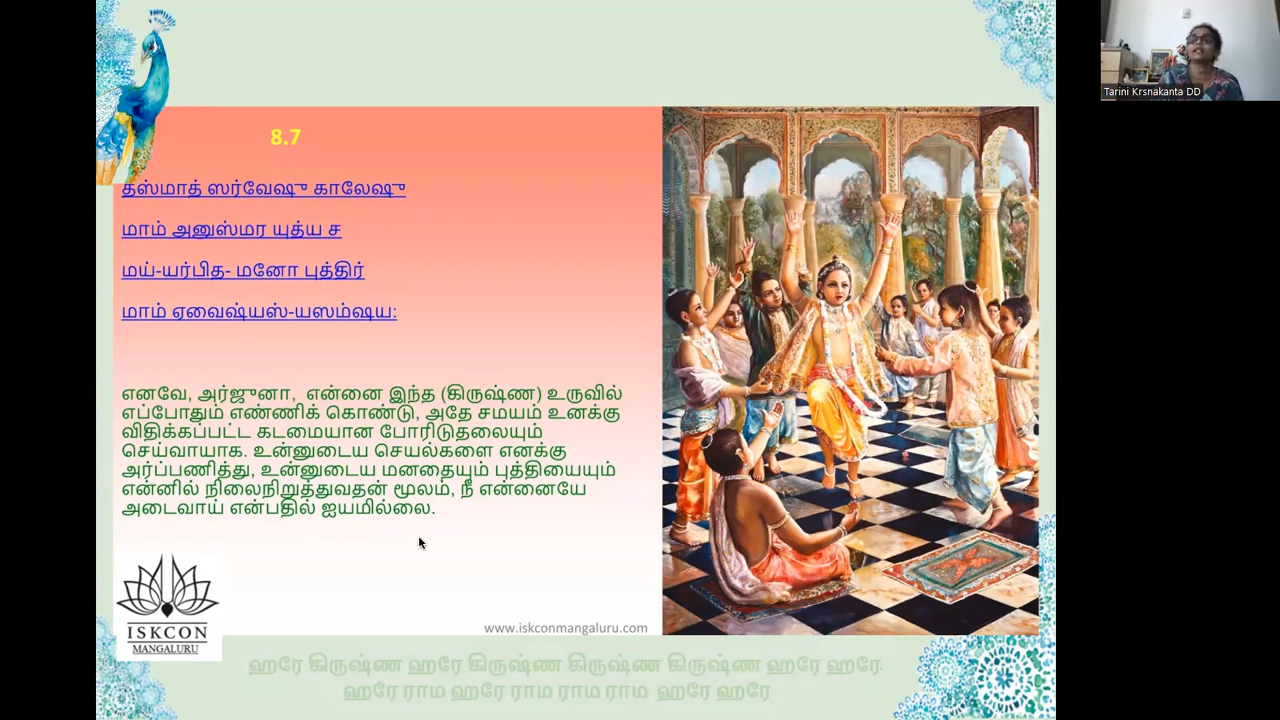 Tarini Krsnakanta DD
8.7
தஸ்மாத் ஸர்வேஷு காலேஷு
மாம் அனுஸ்மர யுத்ய ச
மய்-யர்பித- மனோ புத்திர்
மாம் ஏவைஷ்யஸ்-யஸம்ஷய:
எனவே, அர்ஜுனா, என்னை இந்த (கிருஷ்ண) உருவில்
எப்போதும் எண்ணிக் கொண்டு, அதே சமயம் உனக்கு
விதிக்கப்பட்ட கடமையான போரிடுதலையும்
செய்வாயாக. உன்னுடைய செயல்களை எனக்கு
அர்ப்பணித்து, உன்னுடைய மனதையும் புத்தியையும்
என்னில் நிலைநிறுத்துவதன் மூலம், நீ என்னையே
அடைவாய் என்பதில் ஐயமில்லை.
ISKCON
MANGALURU
www.iskconmangaluru.com
ஹரே கிருஷ்ண ஹரே கிருஷ்ண கிருஷ்ண கிருஷ்ண ஹரே ஹரே.
ஹரே ராம ஹரே ராம ராம ராம ஹரே ஹரே